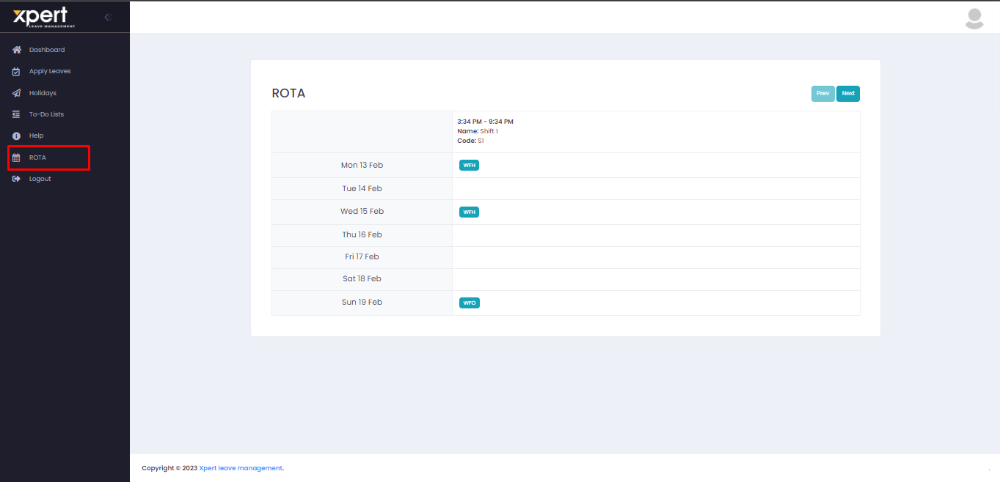 xpert
LEAVE MANAGEMENT
Dashboard
Apply Leaves
Holidays
To-Do Lists
Help
ROTA
Logout
ROTA
Prev
Next
3:34 PM - 9:34 PM
Name: Shift 1
Code: S1
Mon 13 Feb
WFH
Tue 14 Feb
Wed 15 Feb
WFH
Thu 16 Feb
Fri 17 Feb
Sat 18 Feb
Sun 19 Feb
WFO
Copyright © 2023 Xpert leave management.
.